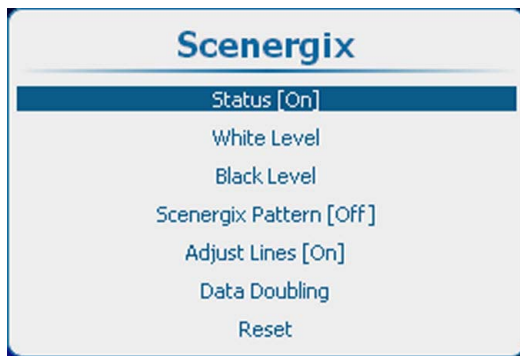 Scenergix
Status [On]
White Level
Black Level
Scenergix Pattern [Off]
Adjust Lines [On]
Data Doubling
Reset